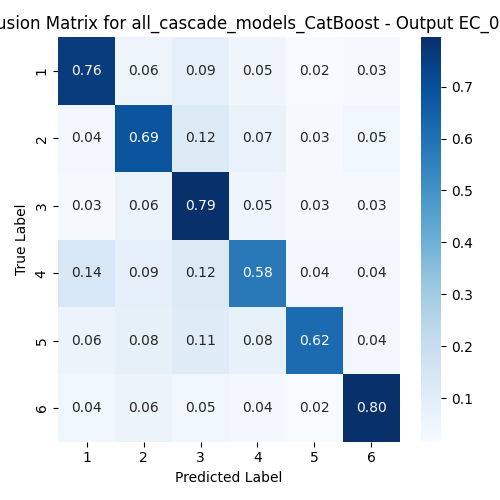 usion Matrix for all_cascade_models_CatBoost - Output EC_0
1 0.76 0.06 0.09 0.05 0.02 0.03
2 0.04 0.69 0.12 0.07 0.03 0.05
3 0.03 0.06 0.79 0.05 0.03 0.03
4 0.14 0.09 0.12 0.58 0.04 0.04
5 0.06 0.08 0.11 0.08 0.62 0.04
6 0.04 0.06 0.05 0.04 0.02 0.80
1 2 3 4 5 6
True Label
Predicted Label
0.7
0.6
0.5
0.4
0.3
0.2
0.1